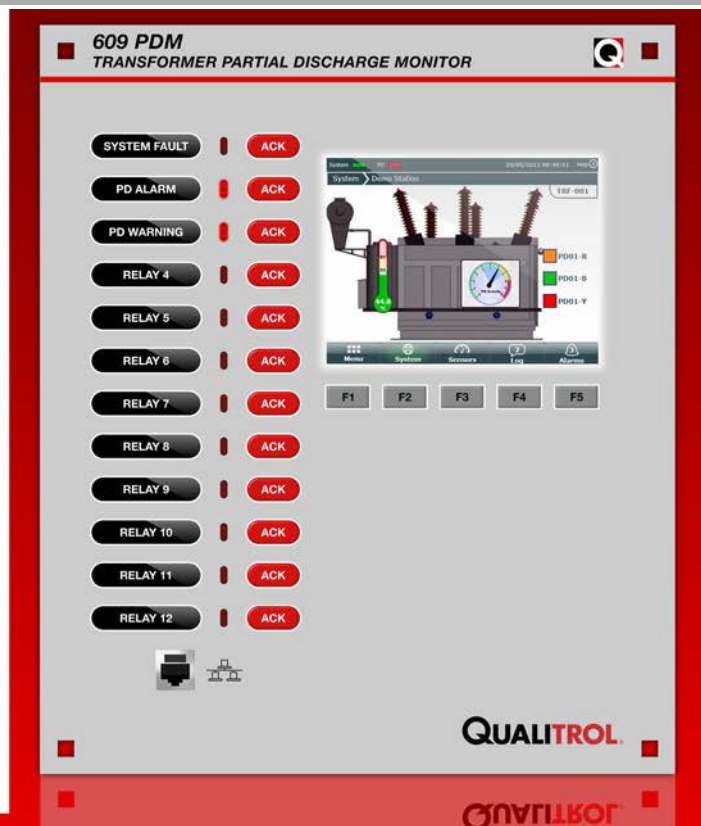 609 PDM
TRANSFORMER PARTIAL DISCHARGE MONITOR
Q
SYSTEM FAULT ACK
PD ALARM ACK
PD WARNING ACK
RELAY 4 ACK
RELAY 5 ACK
RELAY 6 ACK
RELAY 7 ACK
RELAY 8 ACK
RELAY 9 ACK
RELAY 10 ACK
RELAY 11 ACK
RELAY 12 ACK
System
System Demo Station
TRF-001
PD01-R
PD01-B
PD01-Y
44.8
Menu System Sensors Log Alarms
F1 F2 F3 F4 F5
QUALITROL